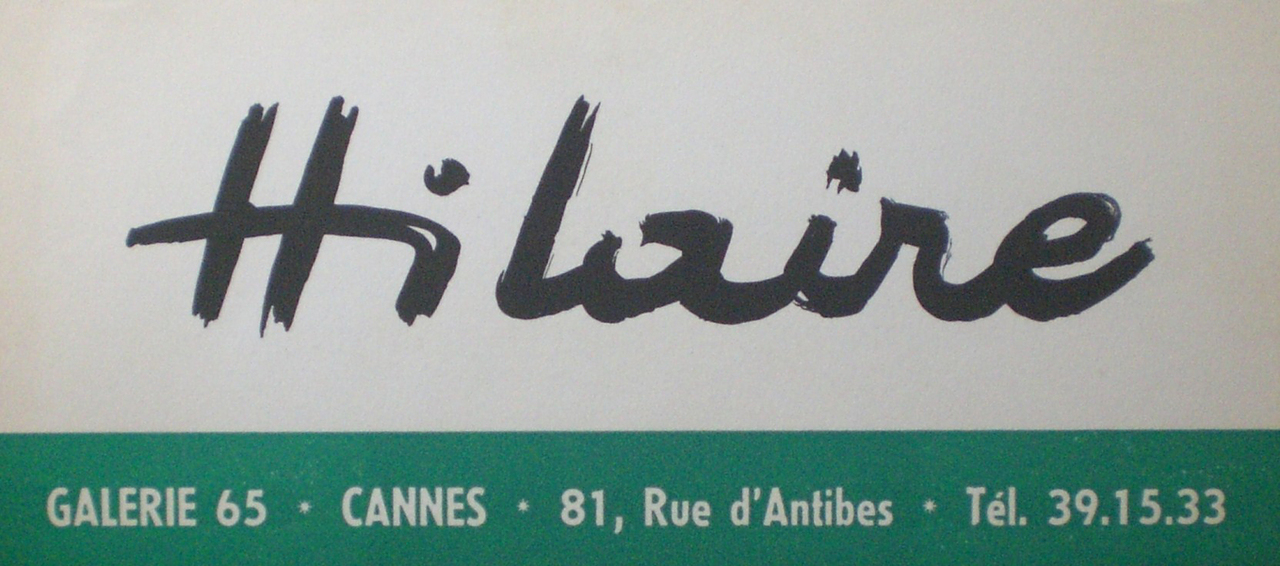 Hilaire
GALERIE 65 * CANNES * 81, Rue d'Antibes * Tél. 39.15.33